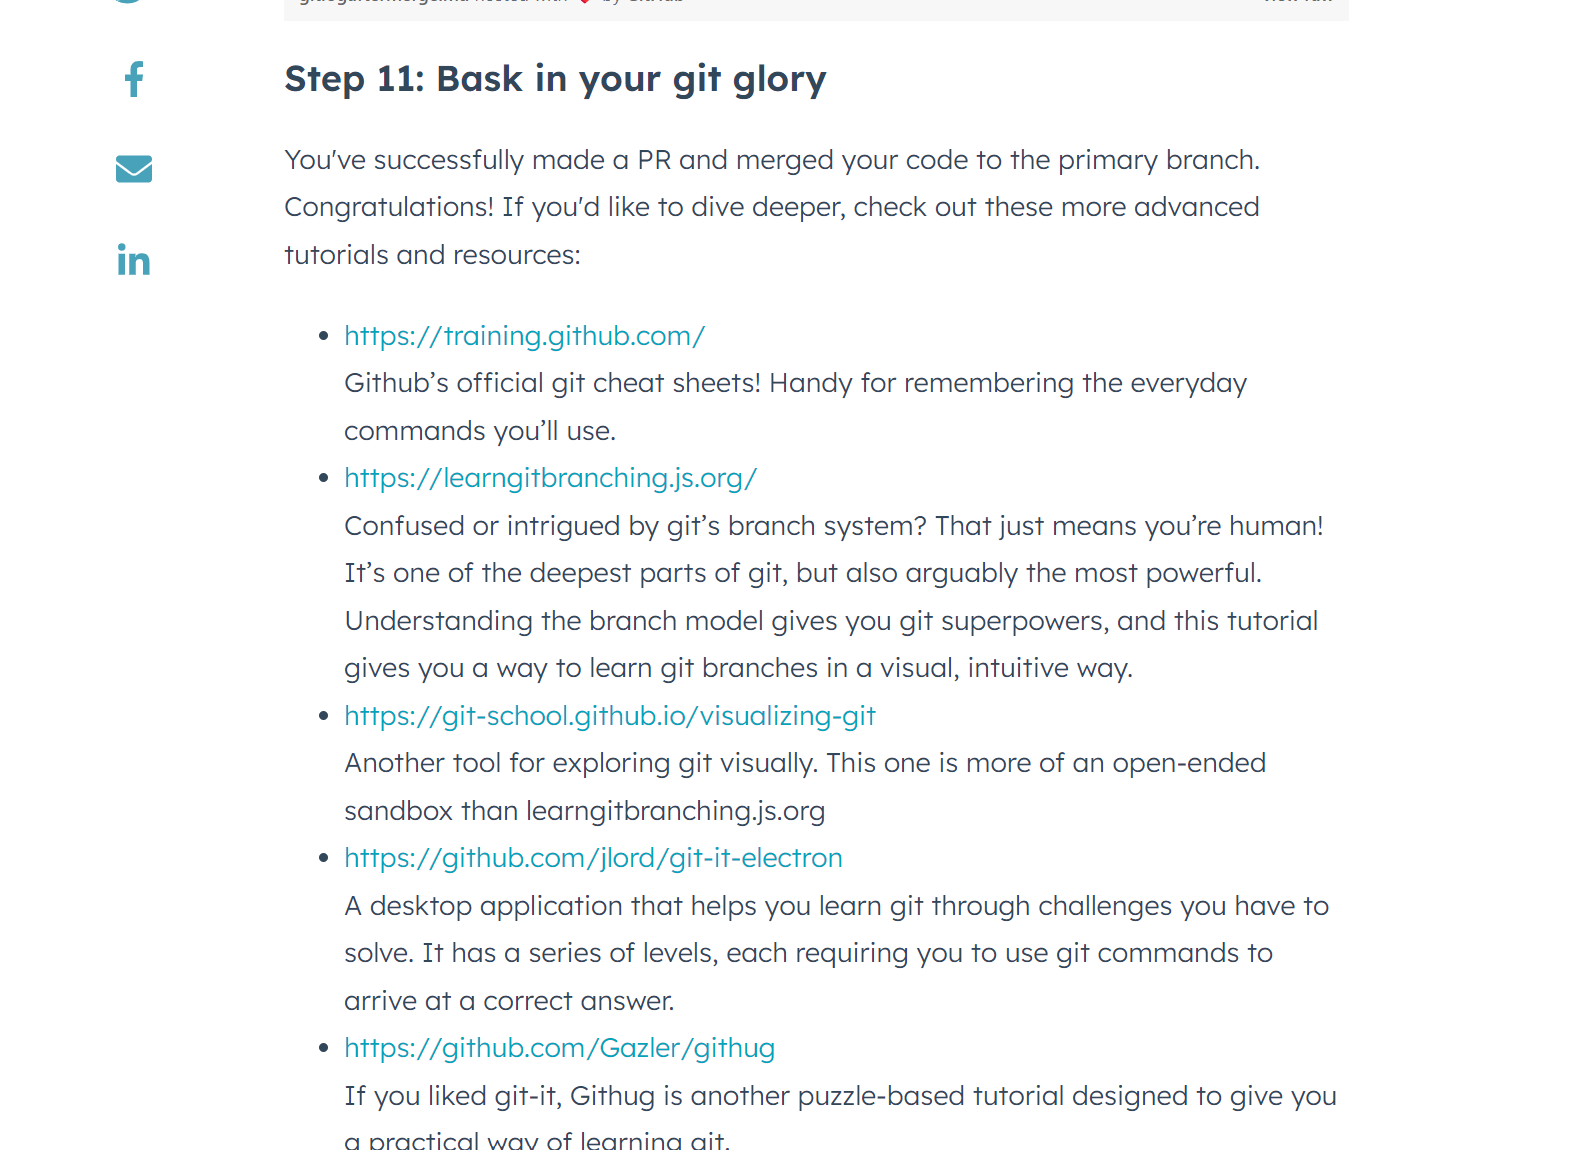 hosted with ❤ by GitHub
view raw
Step 11: Bask in your git glory
You've successfully made a PR and merged your code to the primary branch.
Congratulations! If you'd like to dive deeper, check out these more advanced
tutorials and resources:
https://training.github.com/
Github’s official git cheat sheets! Handy for remembering the everyday
commands you’ll use.
https://learngitbranching.js.org/
Confused or intrigued by git’s branch system? That just means you’re human!
It’s one of the deepest parts of git, but also arguably the most powerful.
Understanding the branch model gives you git superpowers, and this tutorial
gives you a way to learn git branches in a visual, intuitive way.
https://git-school.github.io/visualizing-git
Another tool for exploring git visually. This one is more of an open-ended
sandbox than learngitbranching.js.org
https://github.com/jlord/git-it-electron
A desktop application that helps you learn git through challenges you have to
solve. It has a series of levels, each requiring you to use git commands to
arrive at a correct answer.
https://github.com/Gazler/githug
If you liked git-it, Githug is another puzzle-based tutorial designed to give you
a practical way of learning git.